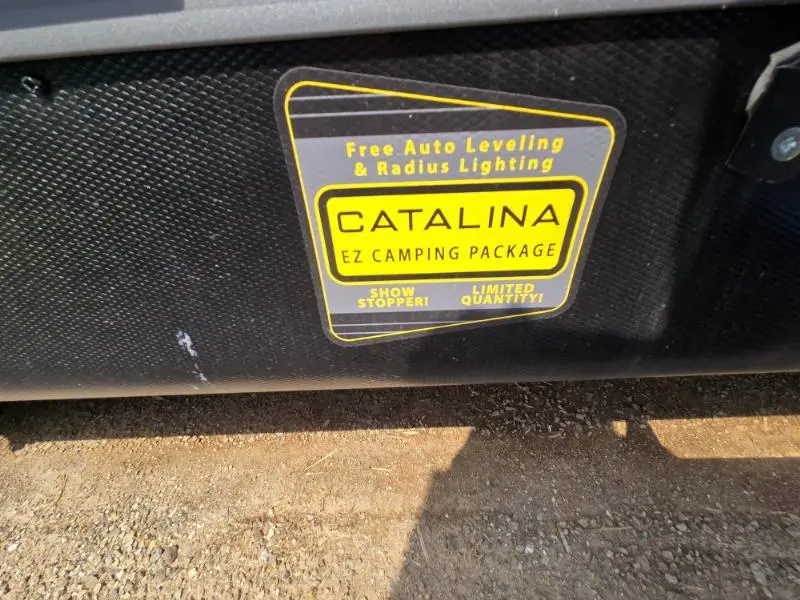 Free Auto Leveling
& Radius Lighting
CATALINA
EZ CAMPING PACKAGE
SHOW STOPPER!
LIMITED QUANTITY!